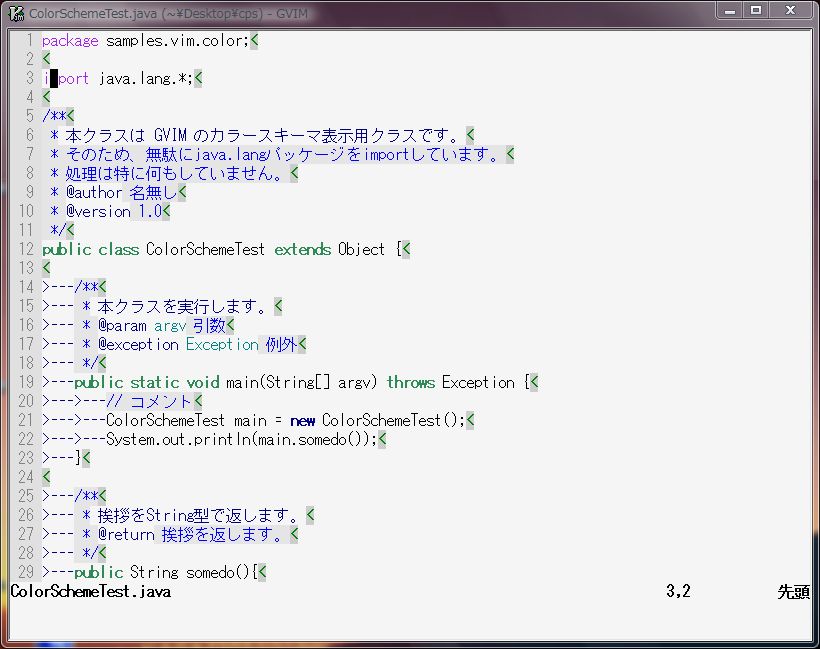 ColorSchemeTest.java (~¥Desktop¥cps) - GVIM
1 package samples.vim.color;<
2 <
3 import java.lang.*;<
4 <
5 /**<
6  * 本クラスは GVIM のカラースキーマ表示用クラスです。<
7  * そのため、無駄にjava.langパッケージをimportしています。<
8  * 処理は特に何もしていません。<
9  * @author 名無し<
10  * @version 1.0<
11  */<
12 public class ColorSchemeTest extends Object {<
13 <
14 >---/**<
15 >--- * 本クラスを実行します。<
16 >--- * @param argv 引数<
17 >--- * @exception Exception 例外<
18 >--- */<
19 >---public static void main(String[] argv) throws Exception {<
20 >--->---// コメント<
21 >--->---ColorSchemeTest main = new ColorSchemeTest();<
22 >--->---System.out.println(main.somedo());<
23 >---}<
24 <
25 >---/**<
26 >--- * 挨拶をString型で返します。<
27 >--- * @return 挨拶を返します。<
28 >--- */<
29 >---public String somedo(){<
ColorSchemeTest.java 3,2 先頭